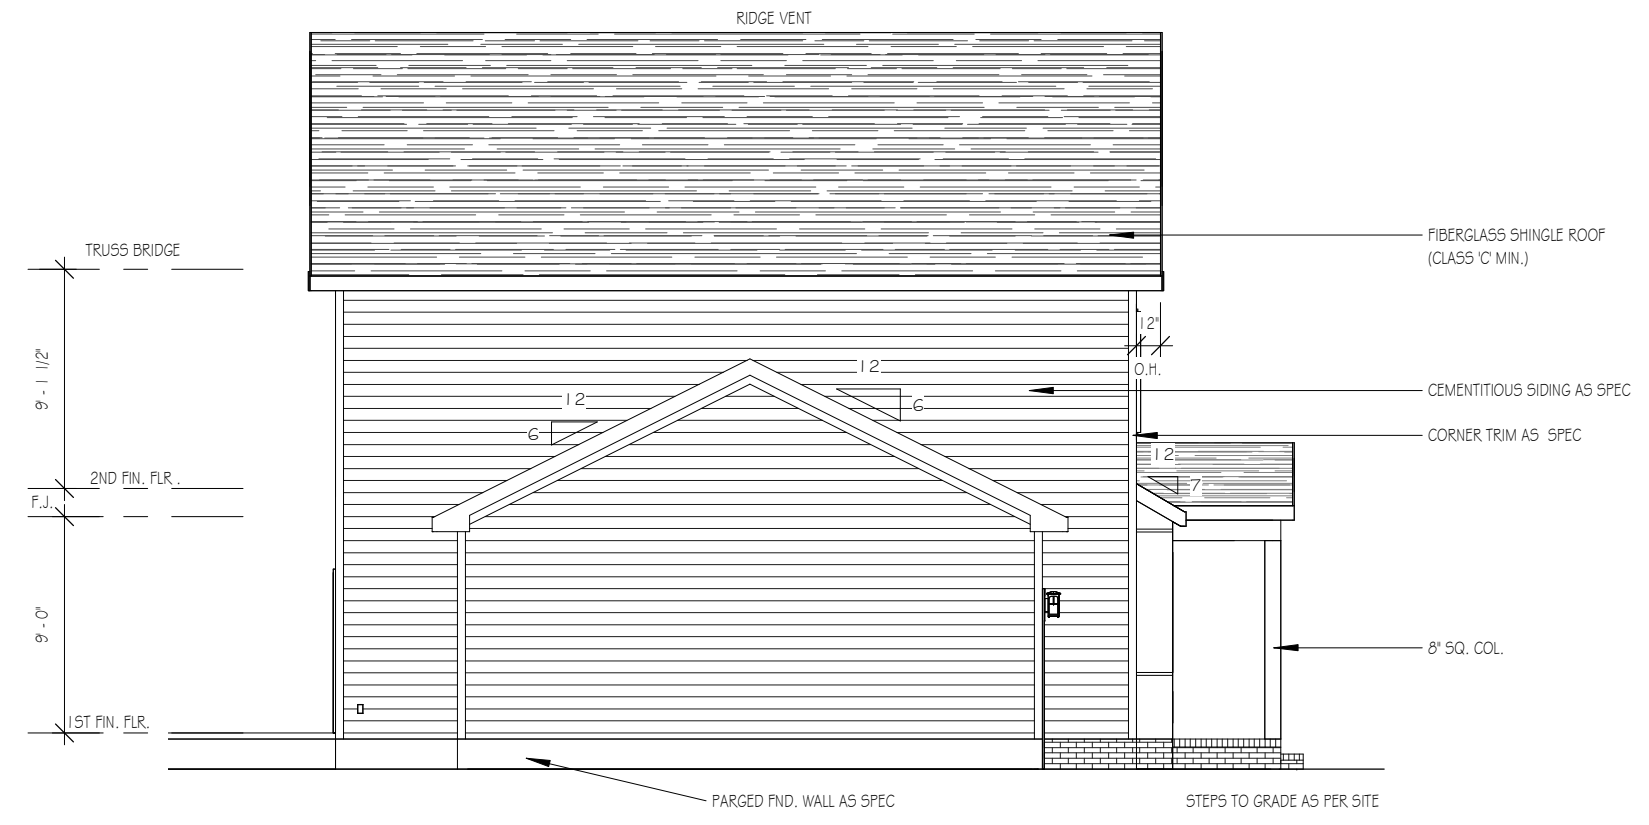 RIDGE VENT
FIBERGLASS SHINGLE ROOF
(CLASS 'C' MIN.)
TRUSS BRIDGE
12"
O.H.
9' - 1 1/2"
12
6
12
6
CEMENTITIOUS SIDING AS SPEC
CORNER TRIM AS SPEC
12
7
2ND FIN. FLR.
F.J.
9' - 0"
8" SQ. COL.
1ST FIN. FLR.
PARGED FND. WALL AS SPEC
STEPS TO GRADE AS PER SITE